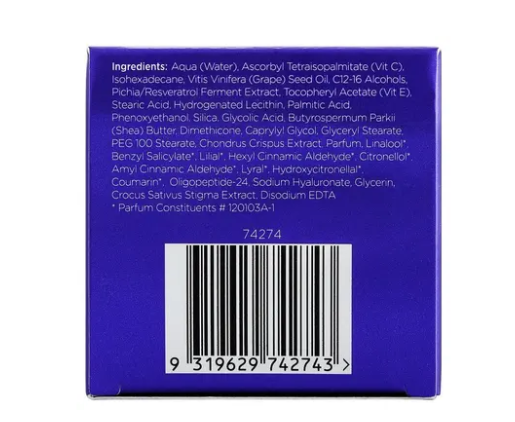 Ingredients: Aqua (Water), Ascorbyl Tetraisopalmitate (Vit C),
Isohexadecane, Vitis Vinifera (Grape) Seed Oil, C12-16 Alcohols,
Pichia/Resveratrol Ferment Extract, Tocopheryl Acetate (Vit E),
Stearic Acid, Hydrogenated Lecithin, Palmitic Acid,
Phenoxyethanol, Silica, Glycolic Acid, Butyrospermum Parkii
(Shea) Butter, Dimethicone, Caprylyl Glycol, Glyceryl Stearate,
PEG 100 Stearate, Chondrus Crispus Extract, Parfum, Linalool*,
Benzyl Salicylate*, Lilial*, Hexyl Cinnamic Aldehyde*, Citronellol*
Amyl Cinnamic Aldehyde*, Lyral*, Hydroxycitronellal*,
Coumarin*, Oligopeptide-24, Sodium Hyaluronate, Glycerin,
Crocus Sativus Stigma Extract, Disodium EDTA
* Parfum Constituents # 120103A-1
74274
9 319629 742743 >